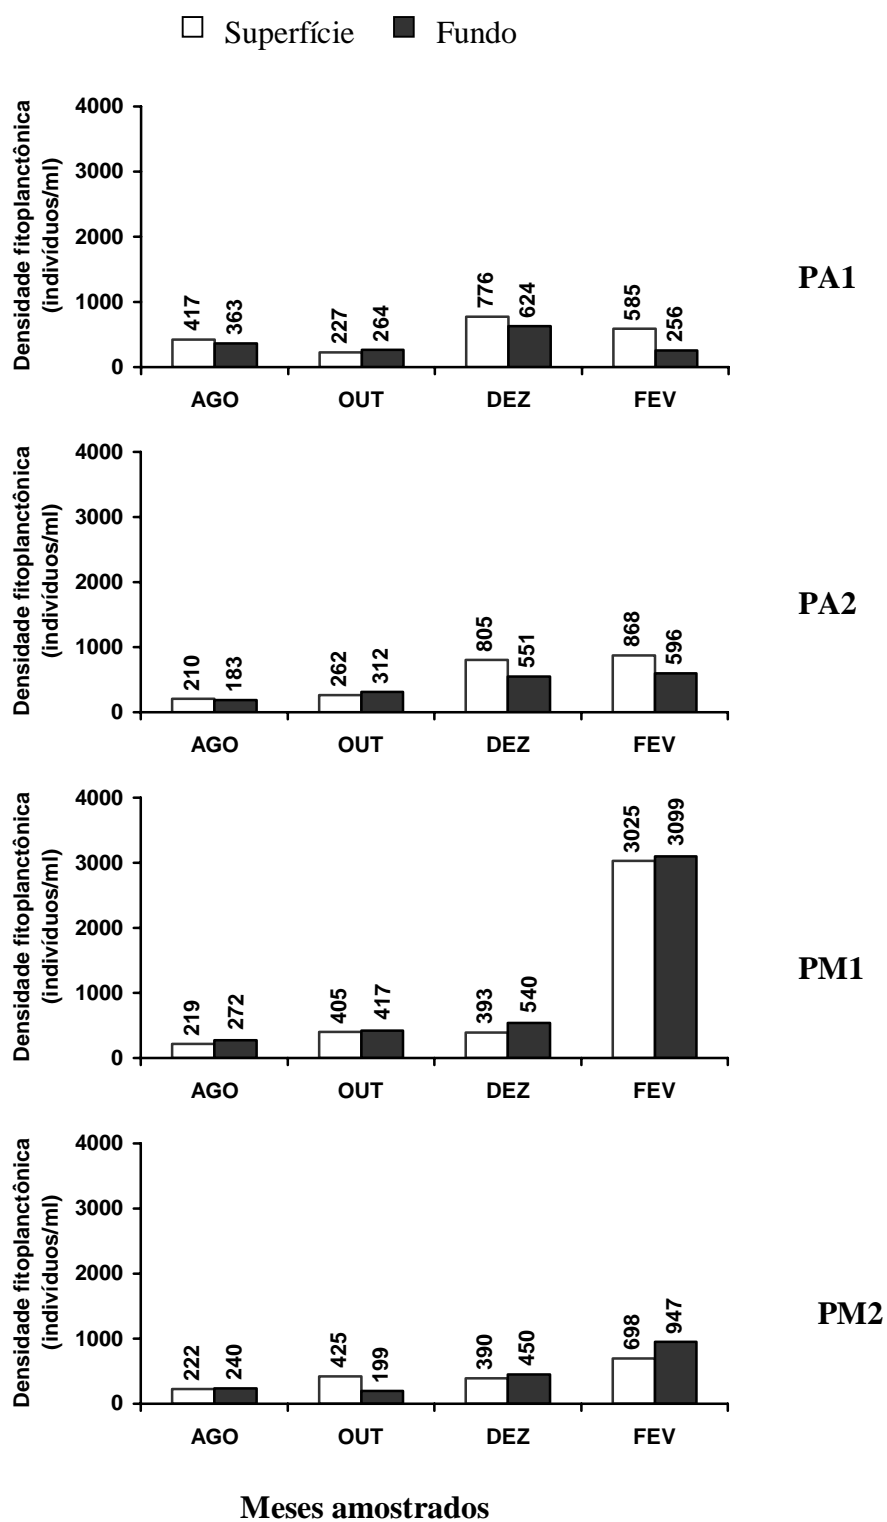 Superfície Fundo
Densidade fitoplanctônica
(indivíduos/ml)
4000
3000
2000
1000
0
417 363 227 264 776 624 585 256
AGO OUT DEZ FEV
PA1
Densidade fitoplanctônica
(indivíduos/ml)
4000
3000
2000
1000
0
210 183 262 312 805 551 868 596
AGO OUT DEZ FEV
PA2
Densidade fitoplanctônica
(indivíduos/ml)
4000
3000
2000
1000
0
219 272 405 417 393 540 3025 3099
AGO OUT DEZ FEV
PM1
Densidade fitoplanctônica
(indivíduos/ml)
4000
3000
2000
1000
0
222 240 425 199 390 450 698 947
AGO OUT DEZ FEV
PM2
Meses amostrados